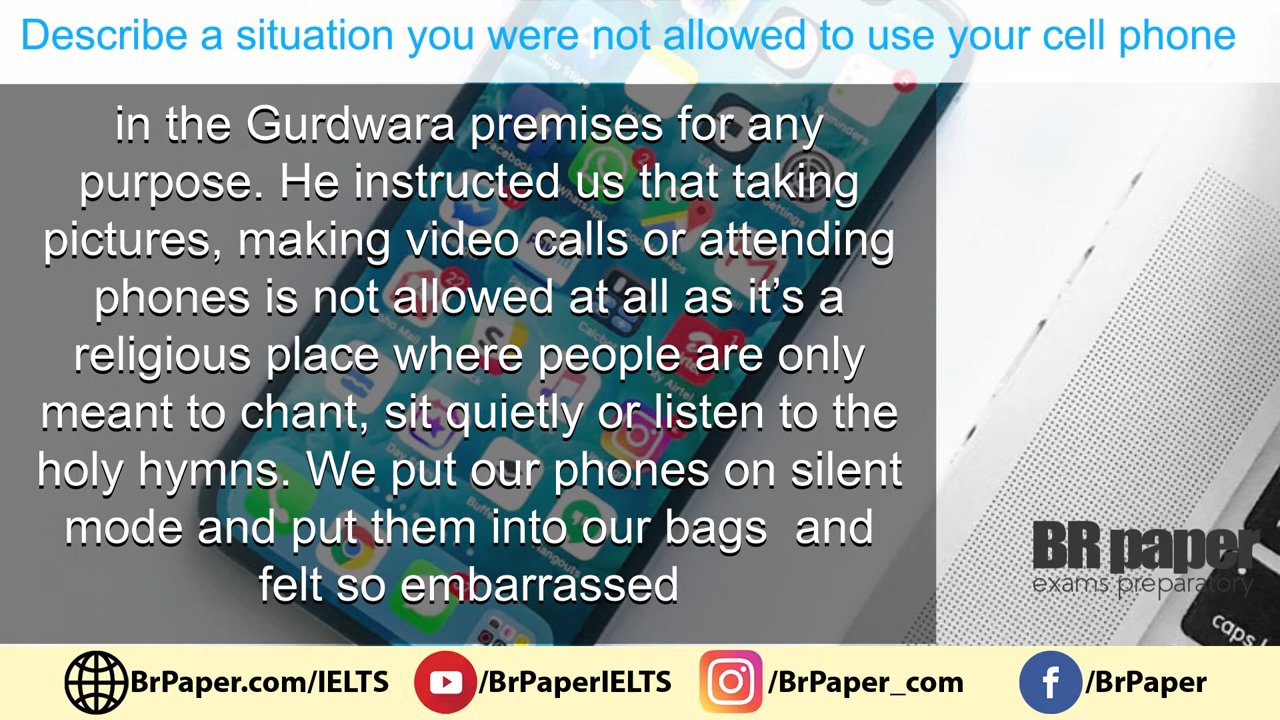 Describe a situation you were not allowed to use your cell phone
in the Gurdwara premises for any
purpose. He instructed us that taking
pictures, making video calls or attending
phones is not allowed at all as it’s a
religious place where people are only
meant to chant, sit quietly or listen to the
holy hymns. We put our phones on silent
mode and put them into our bags  and
felt so embarrassed
BR paper
exams preparatory
caps
BrPaper.com/IELTS
/BrPaperIELTS
/BrPaper_com
/BrPaper